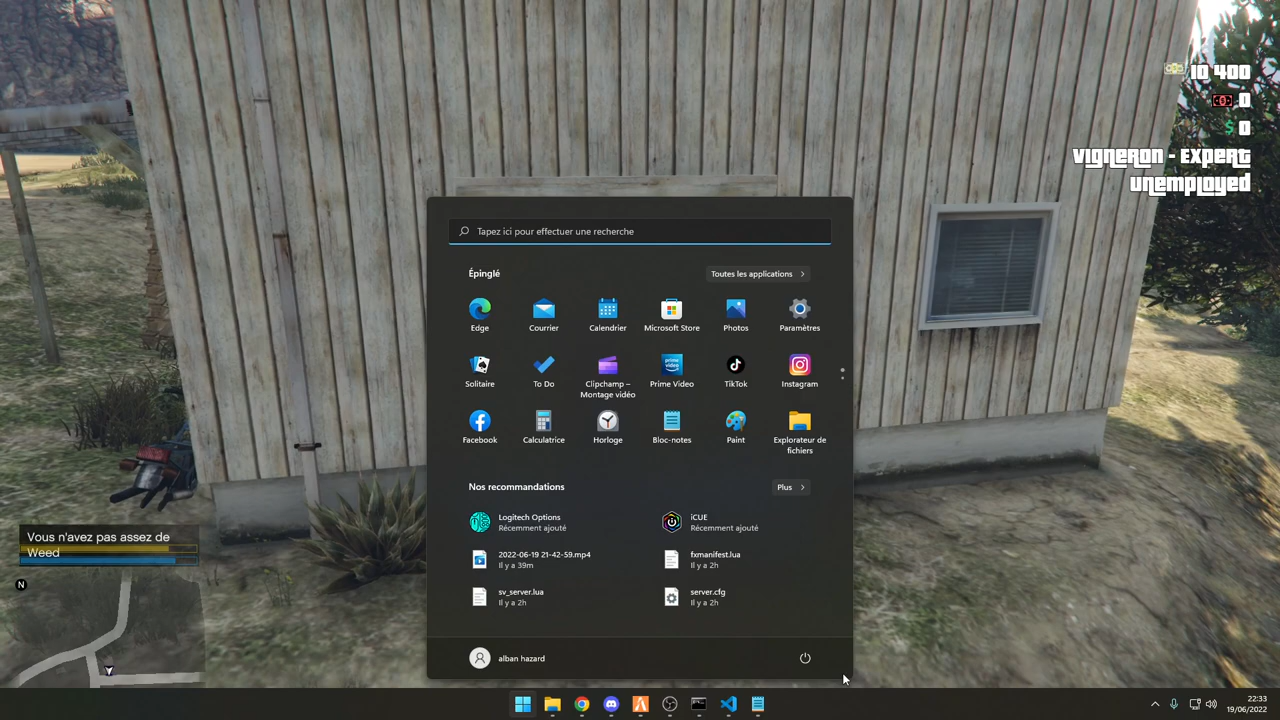 10 400
0
$ 0
Vigneron - Expert
Unemployed
Tapez ici pour effectuer une recherche
Épinglé
Toutes les applications
Edge
Courrier
Calendrier
Microsoft Store
Photos
Paramètres
Solitaire
To Do
Clipchamp –
Montage vidéo
prime video
Prime Video
TikTok
Instagram
Facebook
Calculatrice
Horloge
Bloc-notes
Paint
Explorateur de
fichiers
Nos recommandations
Plus
Logitech Options
Récemment ajouté
iCUE
Récemment ajouté
2022-06-19 21-42-59.mp4
Il y a 39m
fxmanifest.lua
Il y a 2h
sv_server.lua
Il y a 2h
server.cfg
Il y a 2h
Vous n'avez pas assez de
Weed
N
alban hazard
22:33
19/06/2022